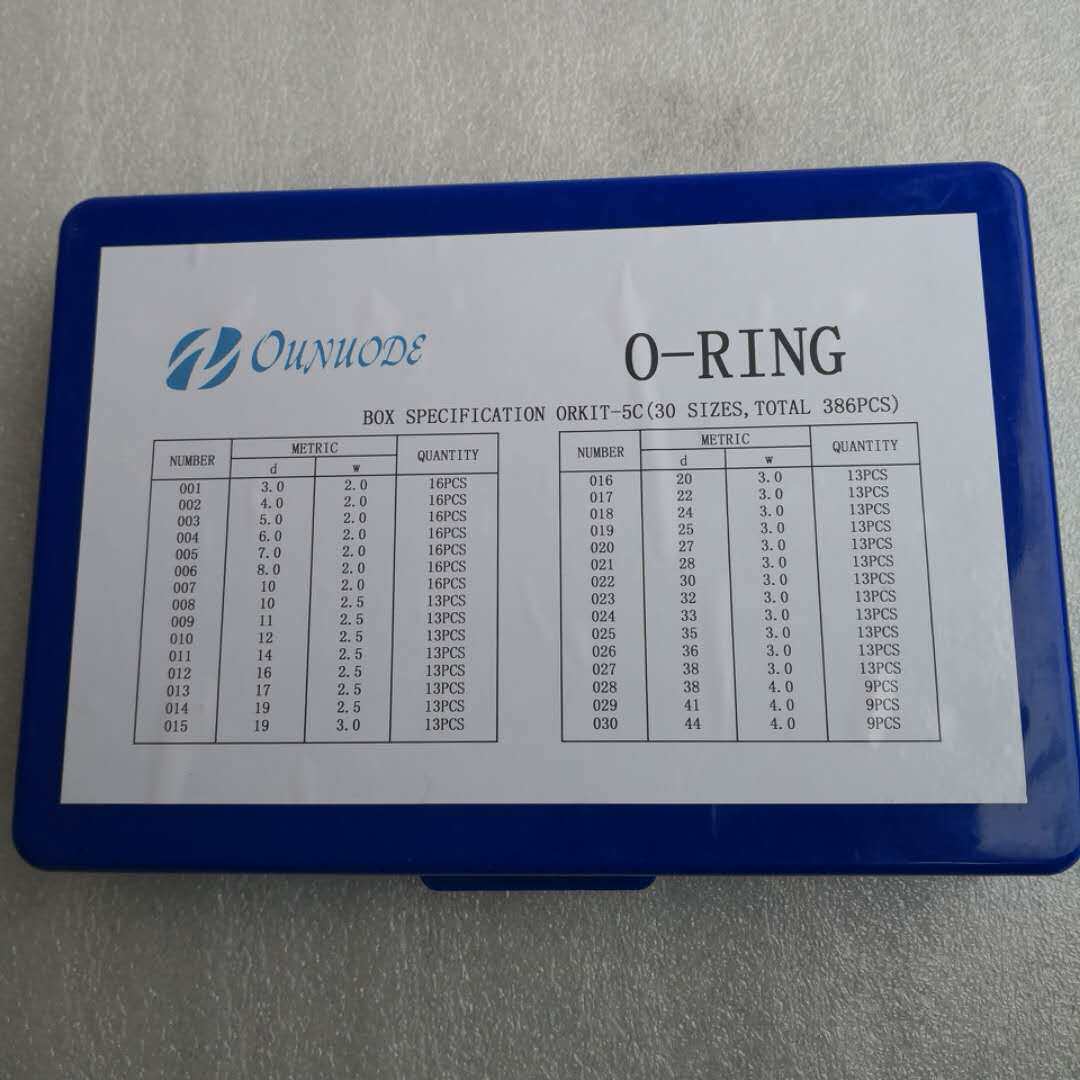 OUNUODE
O-RING
BOX SPECIFICATION ORKIT-5C(30 SIZES,TOTAL 386PCS)
NUMBER METRIC QUANTITY
d w
001 3.0 2.0 16PCS
002 4.0 2.0 16PCS
003 5.0 2.0 16PCS
004 6.0 2.0 16PCS
005 7.0 2.0 16PCS
006 8.0 2.0 16PCS
007 10 2.0 16PCS
008 10 2.5 13PCS
009 11 2.5 13PCS
010 12 2.5 13PCS
011 14 2.5 13PCS
012 16 2.5 13PCS
013 17 2.5 13PCS
014 19 2.5 13PCS
015 19 3.0 13PCS
NUMBER METRIC QUANTITY
d w
016 20 3.0 13PCS
017 22 3.0 13PCS
018 24 3.0 13PCS
019 25 3.0 13PCS
020 27 3.0 13PCS
021 28 3.0 13PCS
022 30 3.0 13PCS
023 32 3.0 13PCS
024 33 3.0 13PCS
025 35 3.0 13PCS
026 36 3.0 13PCS
027 38 3.0 13PCS
028 38 4.0 9PCS
029 41 4.0 9PCS
030 44 4.0 9PCS